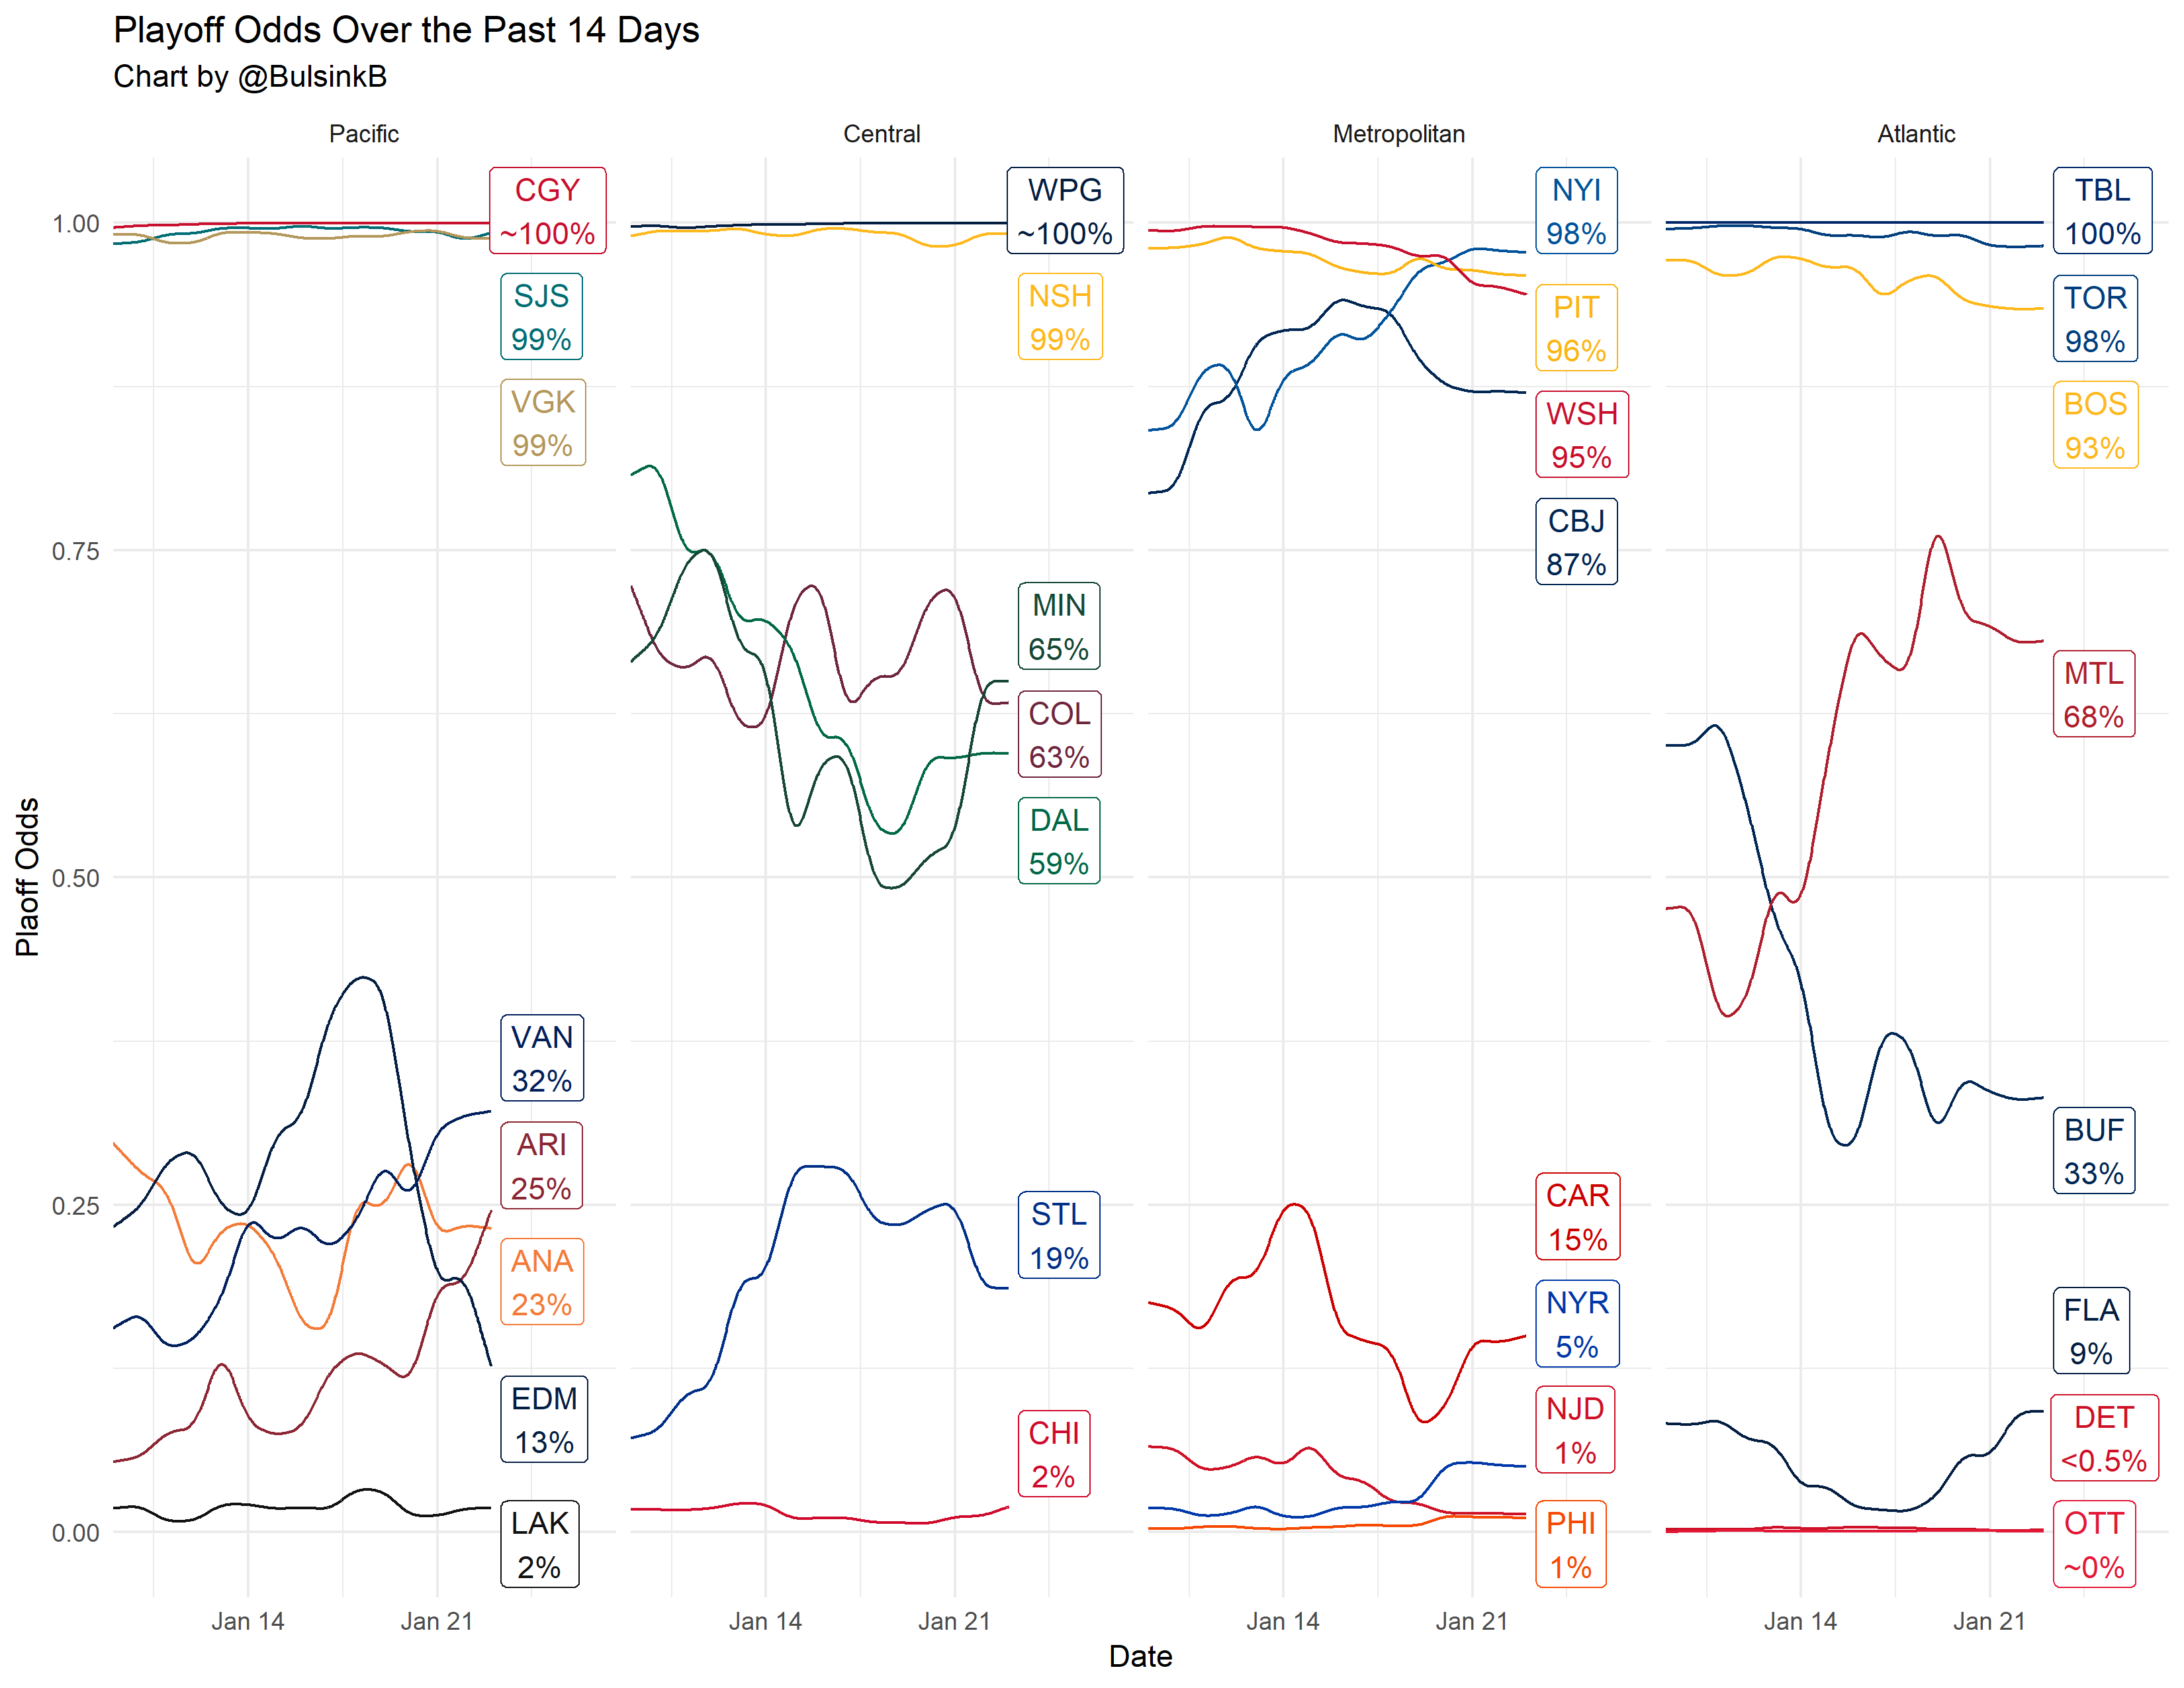 Playoff Odds Over the Past 14 Days
Chart by @BulsinkB
Pacific
Central
Metropolitan
Atlantic
Plaoff Odds
1.00
0.75
0.50
0.25
0.00
CGY
~100%
SJS
99%
VGK
99%
VAN
32%
ARI
25%
ANA
23%
EDM
13%
LAK
2%
WPG
~100%
NSH
99%
MIN
65%
COL
63%
DAL
59%
STL
19%
CHI
2%
NYI
98%
PIT
96%
WSH
95%
CBJ
87%
CAR
15%
NYR
5%
NJD
1%
PHI
1%
TBL
100%
TOR
98%
BOS
93%
MTL
68%
BUF
33%
FLA
9%
DET
<0.5%
OTT
~0%
Jan 14
Jan 21
Jan 14
Jan 21
Jan 14
Jan 21
Jan 14
Jan 21
Date